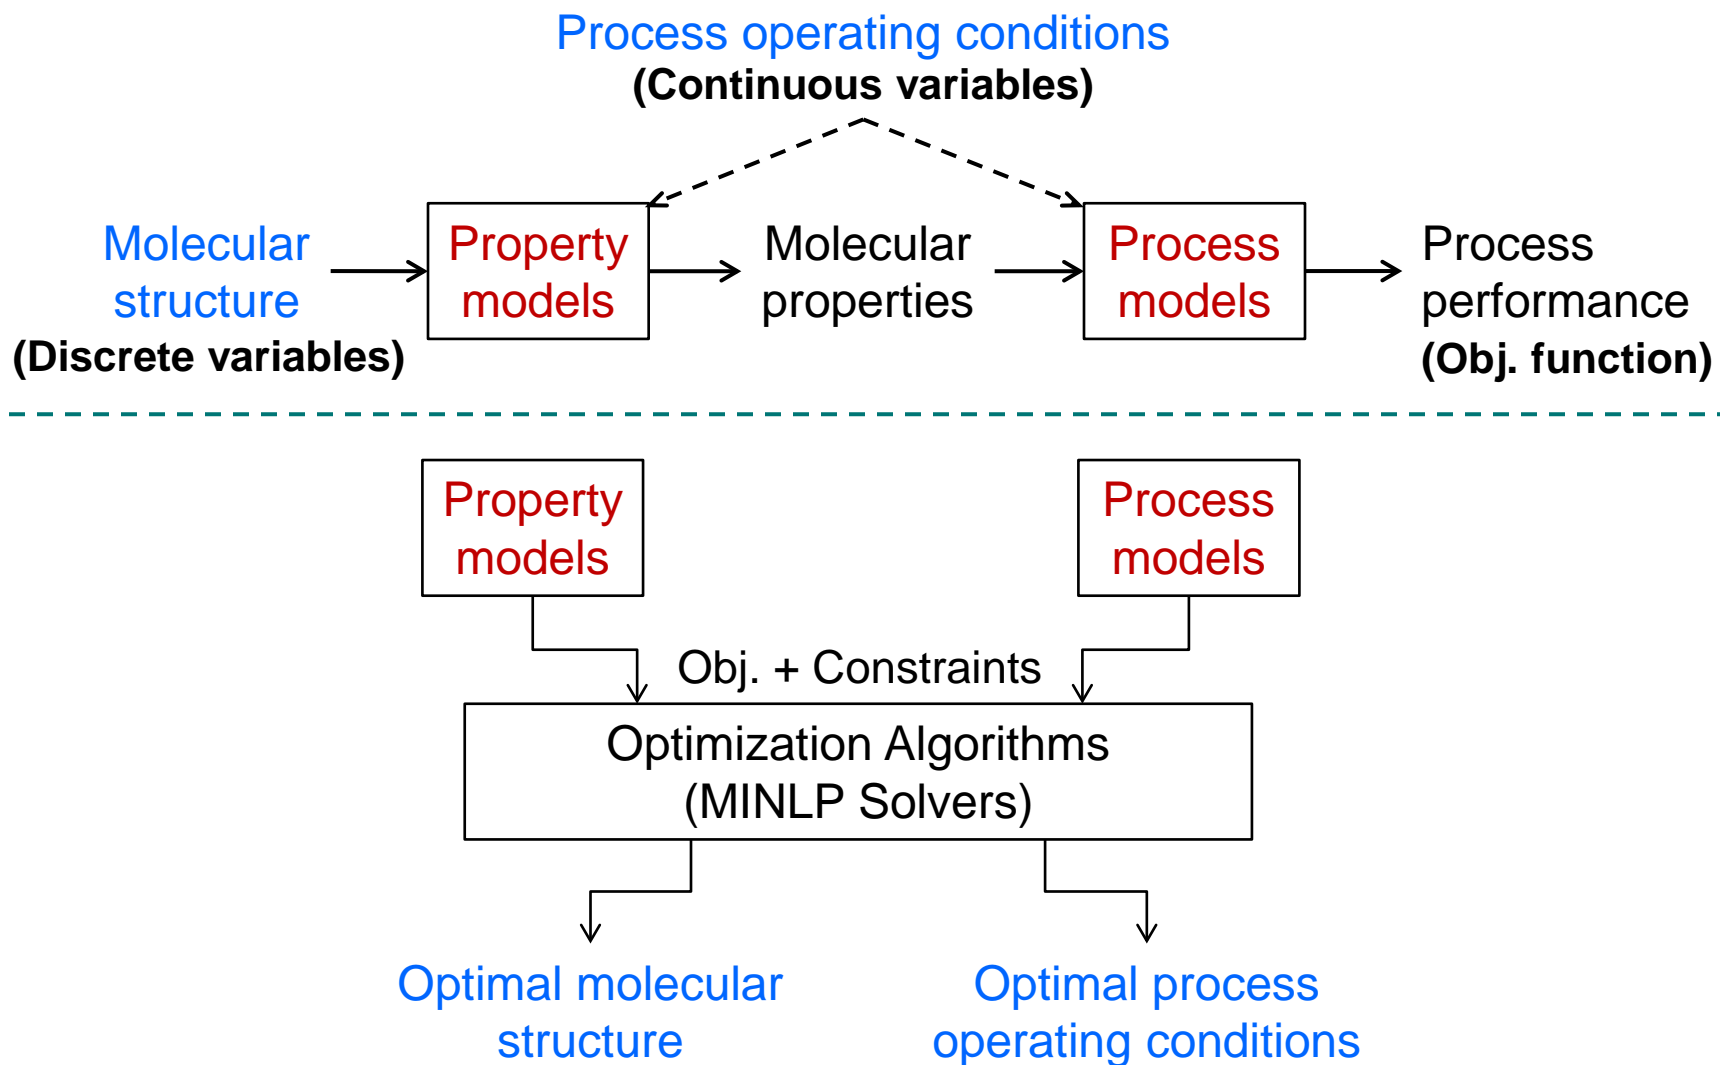 Process operating conditions
(Continuous variables)
Molecular
structure
(Discrete variables)
Property
models
Molecular
properties
Process
models
Process
performance
(Obj. function)
Property
models
Process
models
Obj. + Constraints
Optimization Algorithms
(MINLP Solvers)
Optimal molecular
structure
Optimal process
operating conditions